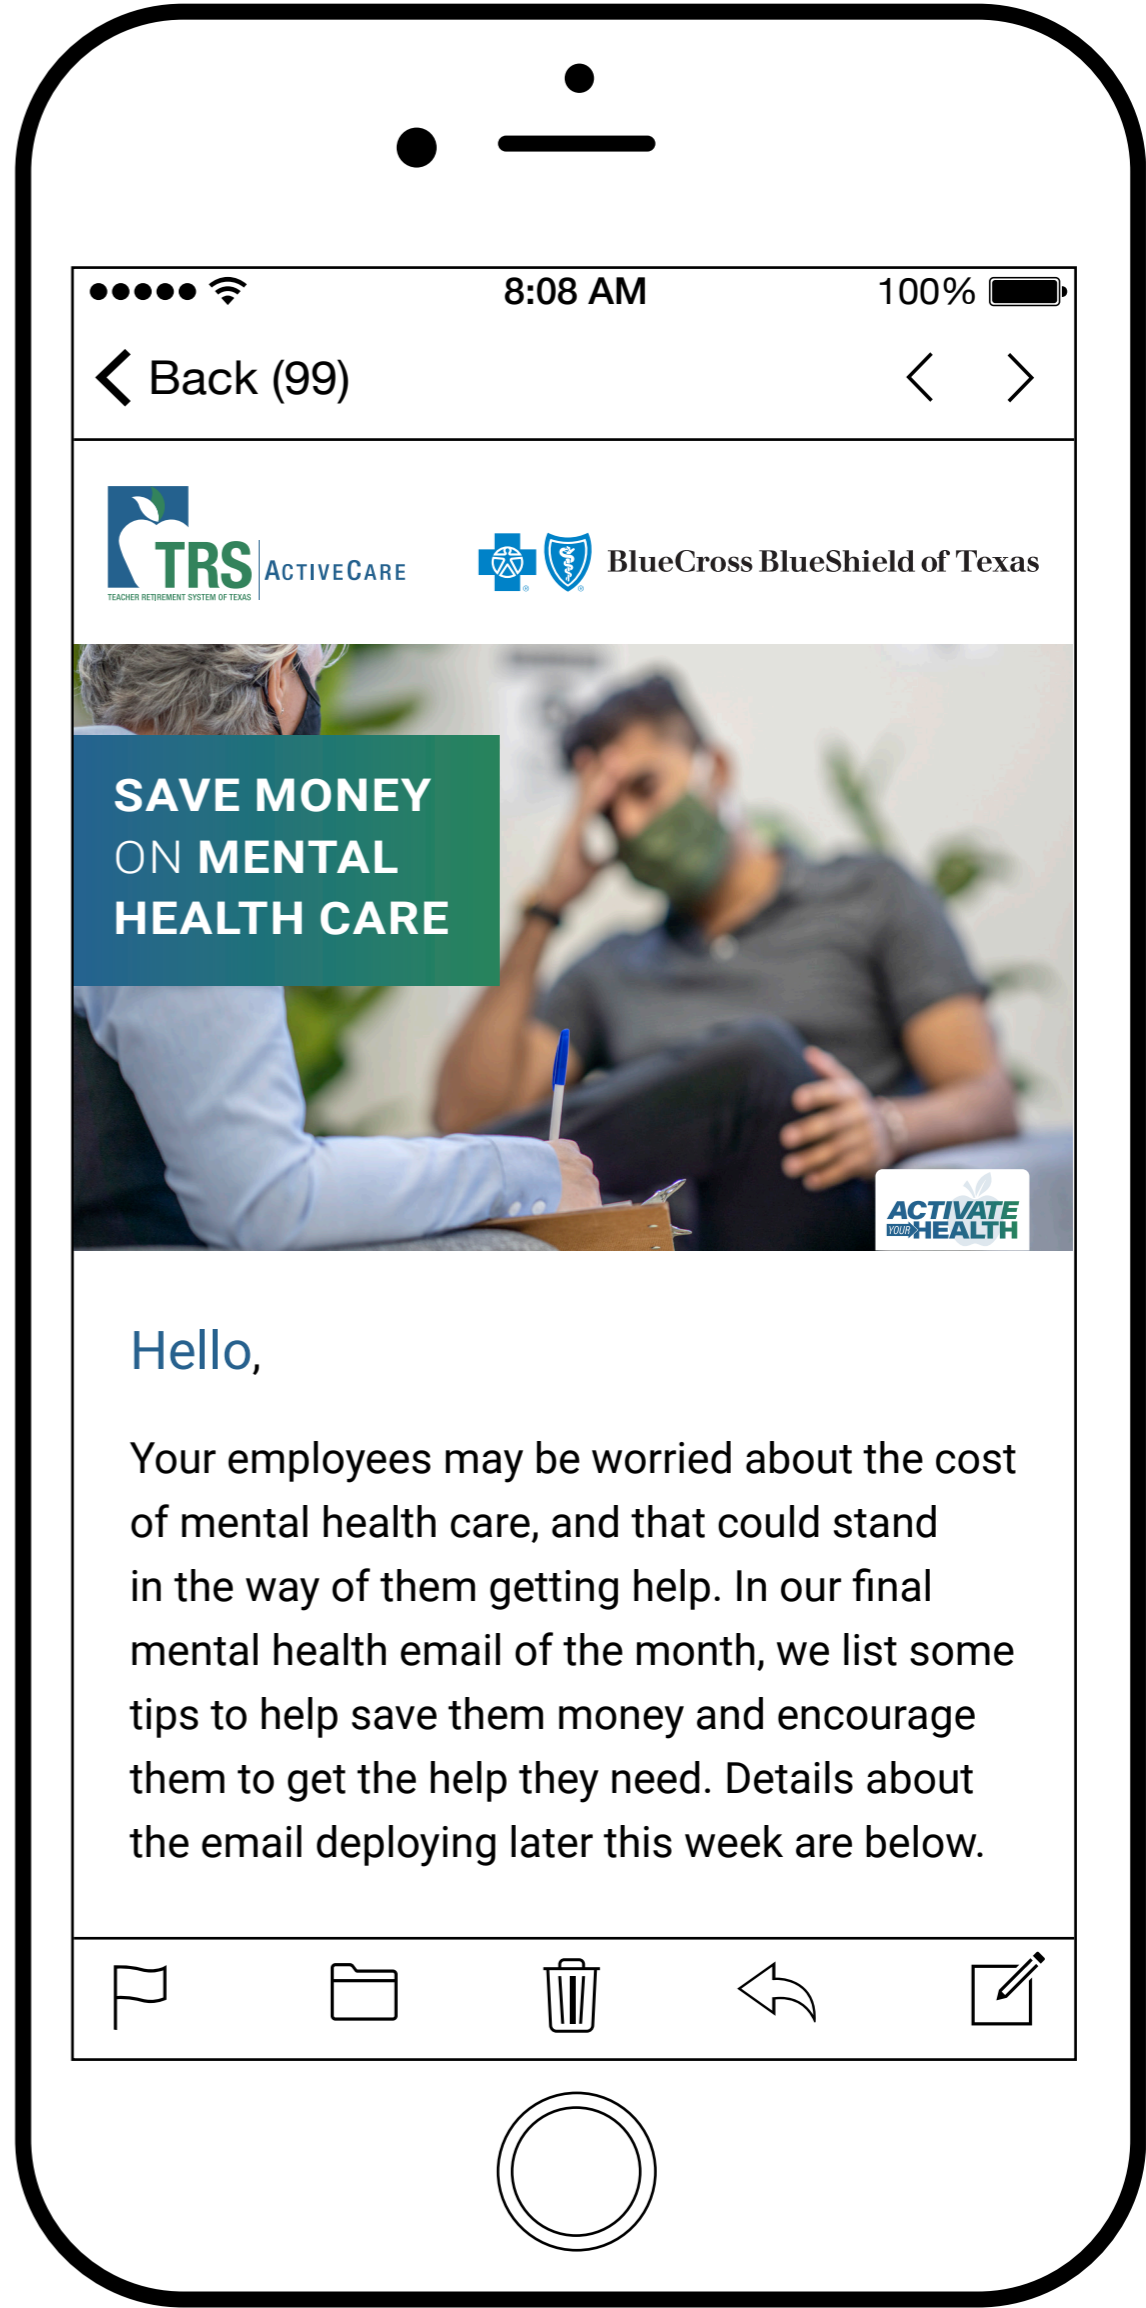 8:08 AM
100%
Back (99)
TRS
ACTIVECARE
TEACHER RETIREMENT SYSTEM OF TEXAS
BlueCross BlueShield of Texas
SAVE MONEY
ON MENTAL
HEALTH CARE
ACTIVATE
YOUR HEALTH
Hello,
Your employees may be worried about the cost
of mental health care, and that could stand
in the way of them getting help. In our final
mental health email of the month, we list some
tips to help save them money and encourage
them to get the help they need. Details about
the email deploying later this week are below.